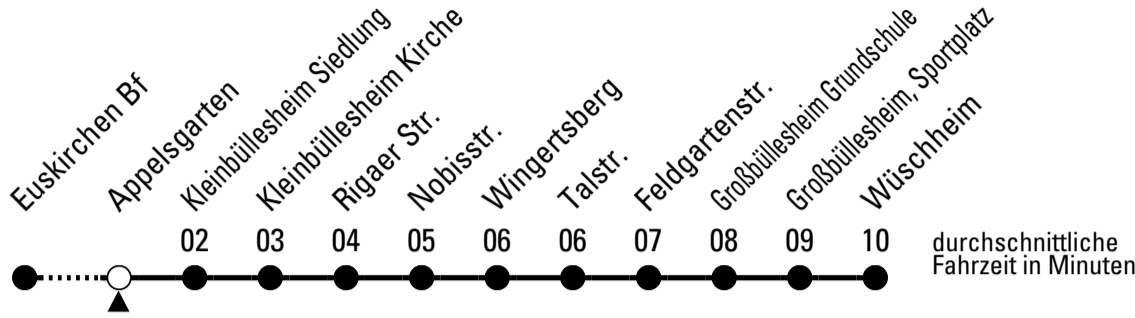 Euskirchen Bf
Appelsgarten
Kleinbüllesheim Siedlung
Kleinbüllesheim Kirche
Rigaer Str.
Nobisstr.
Wingertsberg
Talstr.
Feldgartenstr.
Großbüllesheim Grundschule
Großbüllesheim, Sportplatz
Wüschheim
02 03 04 05 06 06 07 08 09 10
durchschnittliche
Fahrzeit in Minuten